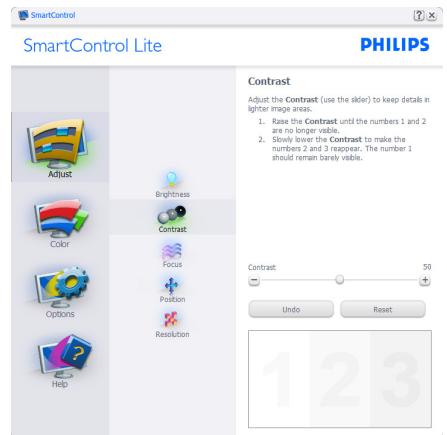 SmartControl
SmartControl Lite
PHILIPS
Adjust
Color
Options
Help
Brightness
Contrast
Focus
Position
Resolution
Contrast
Adjust the Contrast (use the slider) to keep details in
lighter image areas.
1. Raise the Contrast until the numbers 1 and 2
are no longer visible.
2. Slowly lower the Contrast to make the
numbers 2 and 3 reappear. The number 1
should remain barely visible.
Contrast 50
Undo Reset
1 2 3